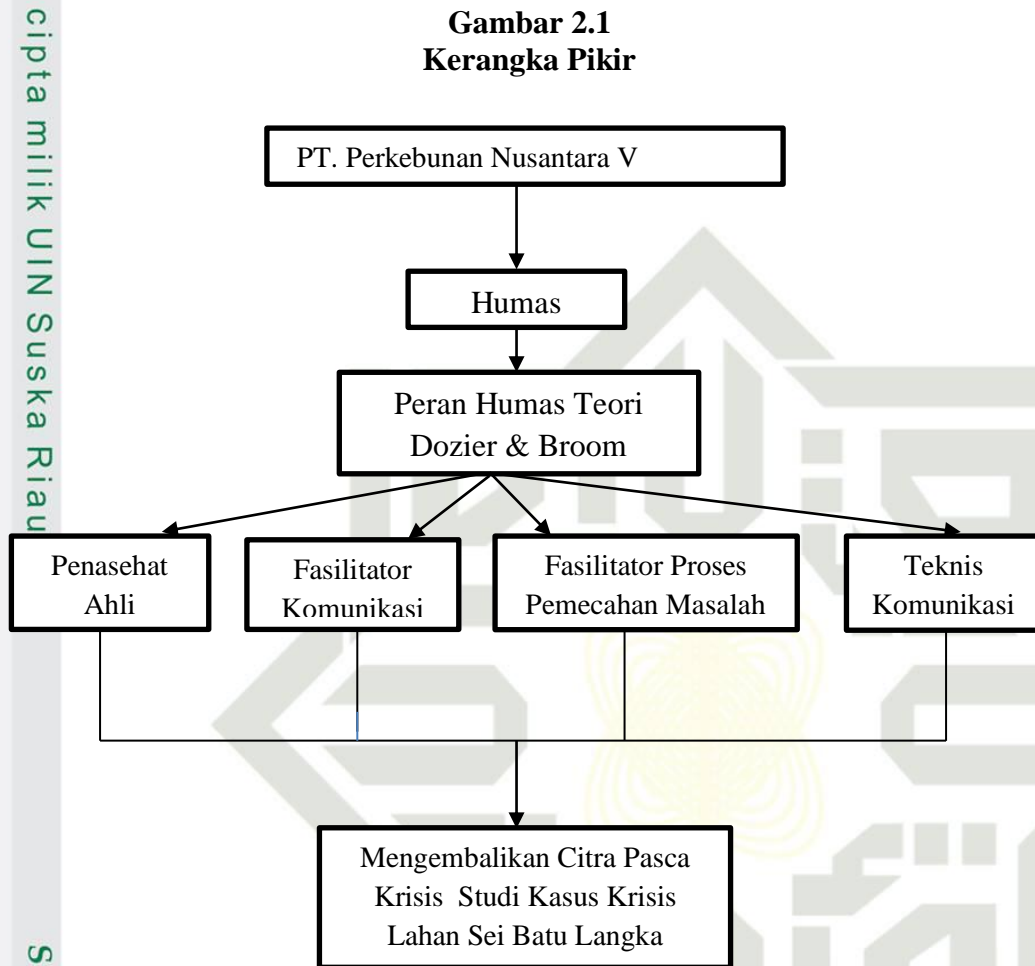 cipta milik UIN Suska Riau
S
Gambar 2.1
Kerangka Pikir
PT. Perkebunan Nusantara V
Humas
Peran Humas Teori
Dozier & Broom
Penasehat
Ahli
Fasilitator
Komunikasi
Fasilitator Proses
Pemecahan Masalah
Teknis
Komunikasi
Mengembalikan Citra Pasca
Krisis Studi Kasus Krisis
Lahan Sei Batu Langka